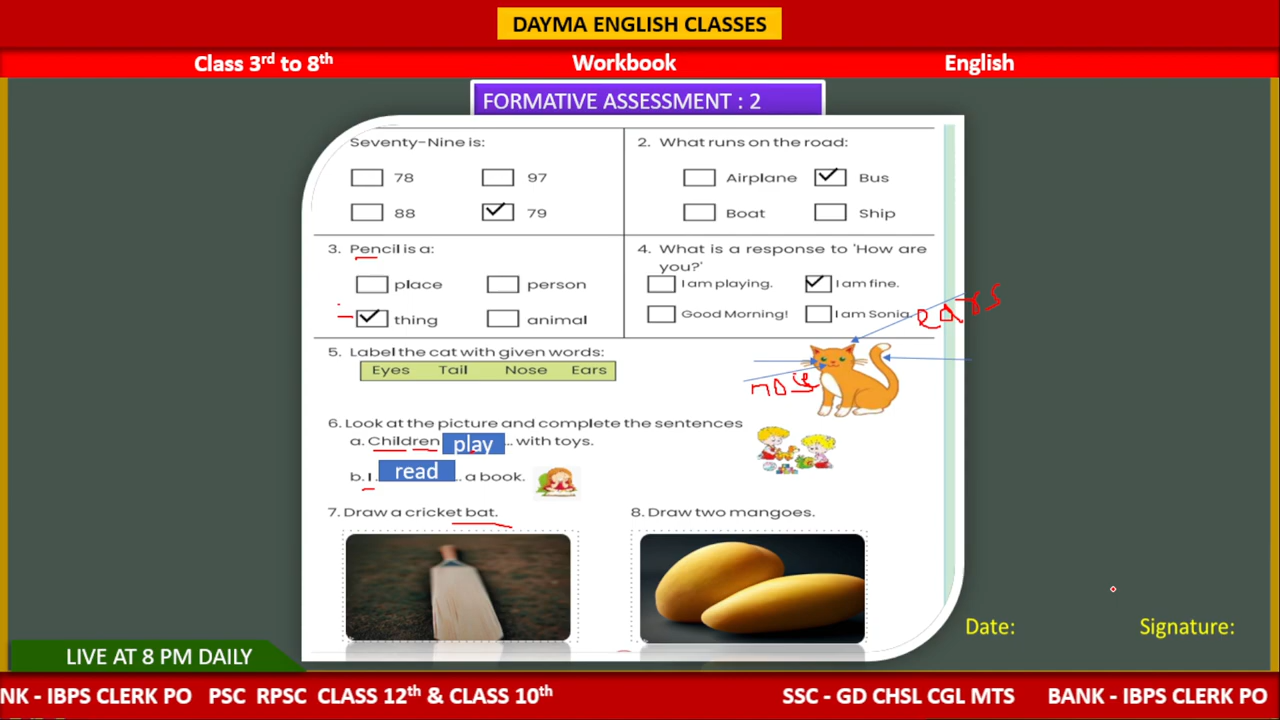 DAYMA ENGLISH CLASSES
Class 3rd to 8th Workbook English
FORMATIVE ASSESSMENT : 2
Seventy-Nine is:
78 97
88 79
2. What runs on the road:
Airplane Bus
Boat Ship
3. Pencil is a:
place person
thing animal
4. What is a response to 'How are
you?'
I am playing. I am fine.
Good Morning! I am Sonia.
ears
5. Label the cat with given words:
Eyes Tail Nose Ears
nose
6. Look at the picture and complete the sentences
a. Children play .. with toys.
b. I . read .. a book.
7. Draw a cricket bat.
8. Draw two mangoes.
Date: Signature:
LIVE AT 8 PM DAILY
NK - IBPS CLERK PO PSC RPSC CLASS 12th & CLASS 10th SSC - GD CHSL CGL MTS BANK - IBPS CLERK PO